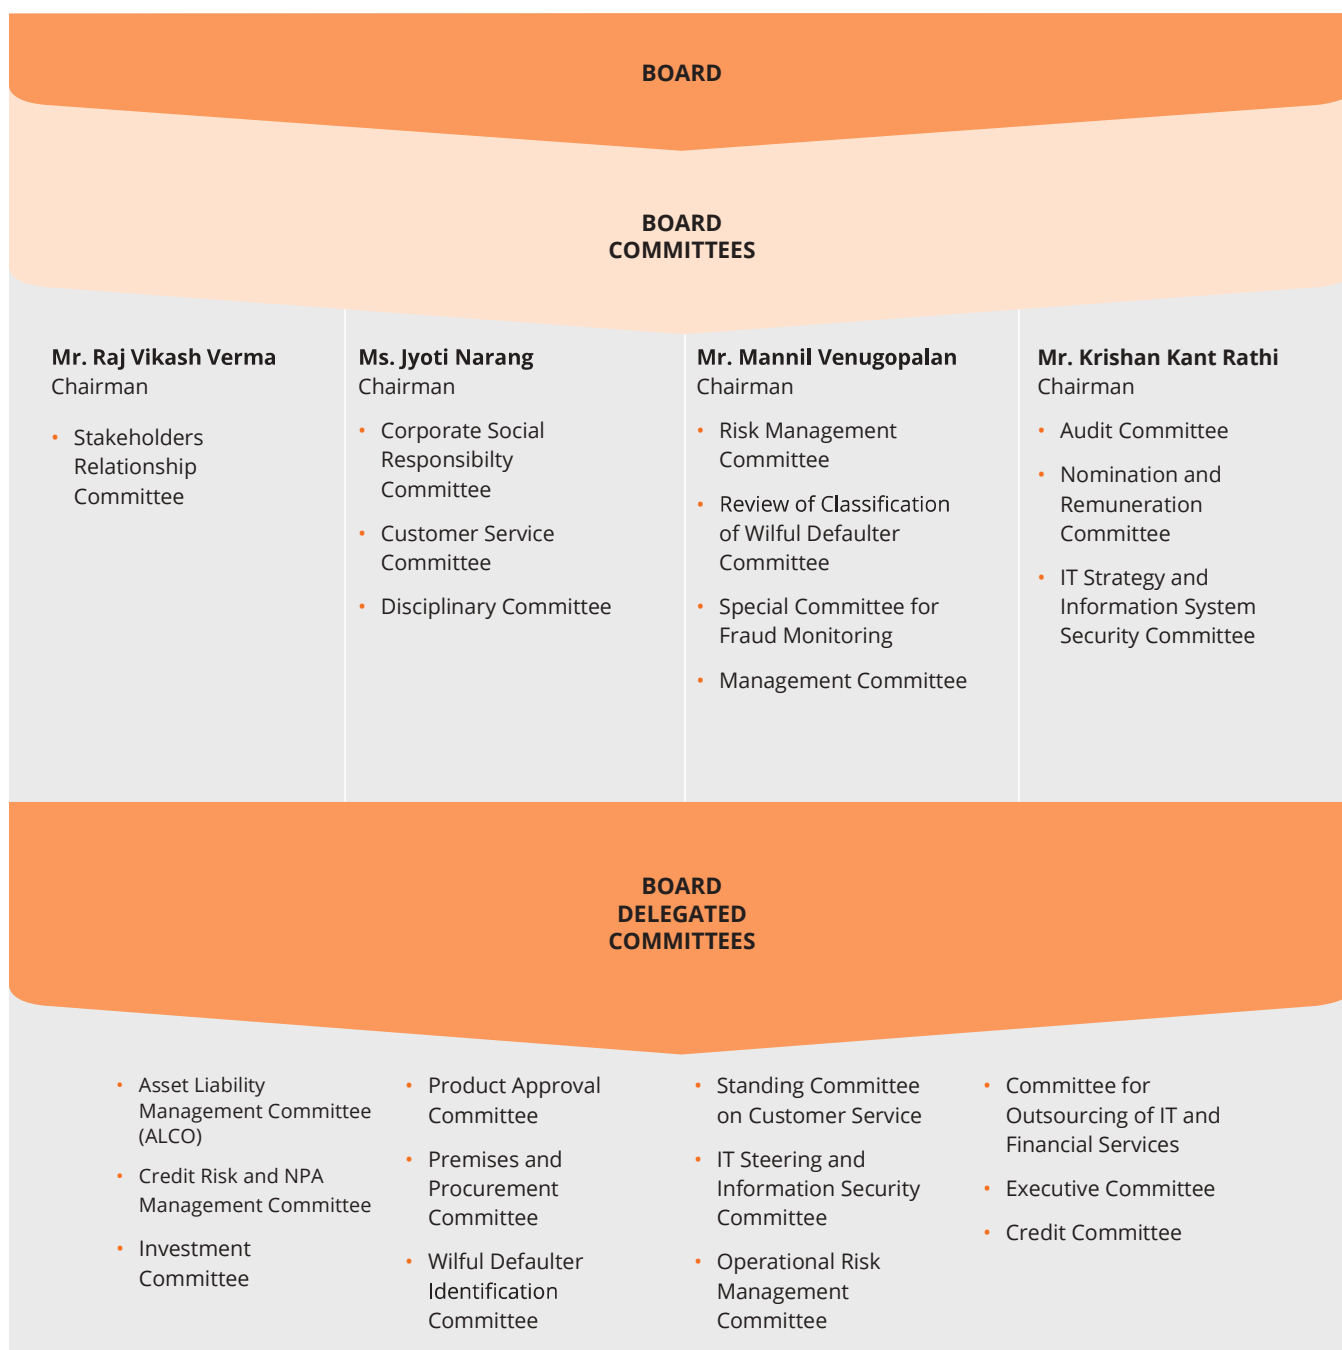 BOARD
BOARD
COMMITTEES
Mr. Raj Vikash Verma
Chairman
• Stakeholders
Relationship
Committee
Ms. Jyoti Narang
Chairman
• Corporate Social
Responsibilty
Committee
• Customer Service
Committee
• Disciplinary Committee
Mr. Mannil Venugopalan
Chairman
• Risk Management
Committee
• Review of Classification
of Wilful Defaulter
Committee
• Special Committee for
Fraud Monitoring
• Management Committee
Mr. Krishan Kant Rathi
Chairman
• Audit Committee
• Nomination and
Remuneration
Committee
• IT Strategy and
Information System
Security Committee
BOARD
DELEGATED
COMMITTEES
• Asset Liability
Management Committee
(ALCO)
• Credit Risk and NPA
Management Committee
• Investment
Committee
• Product Approval
Committee
• Premises and
Procurement
Committee
• Wilful Defaulter
Identification
Committee
• Standing Committee
on Customer Service
• IT Steering and
Information Security
Committee
• Operational Risk
Management
Committee
• Committee for
Outsourcing of IT and
Financial Services
• Executive Committee
• Credit Committee